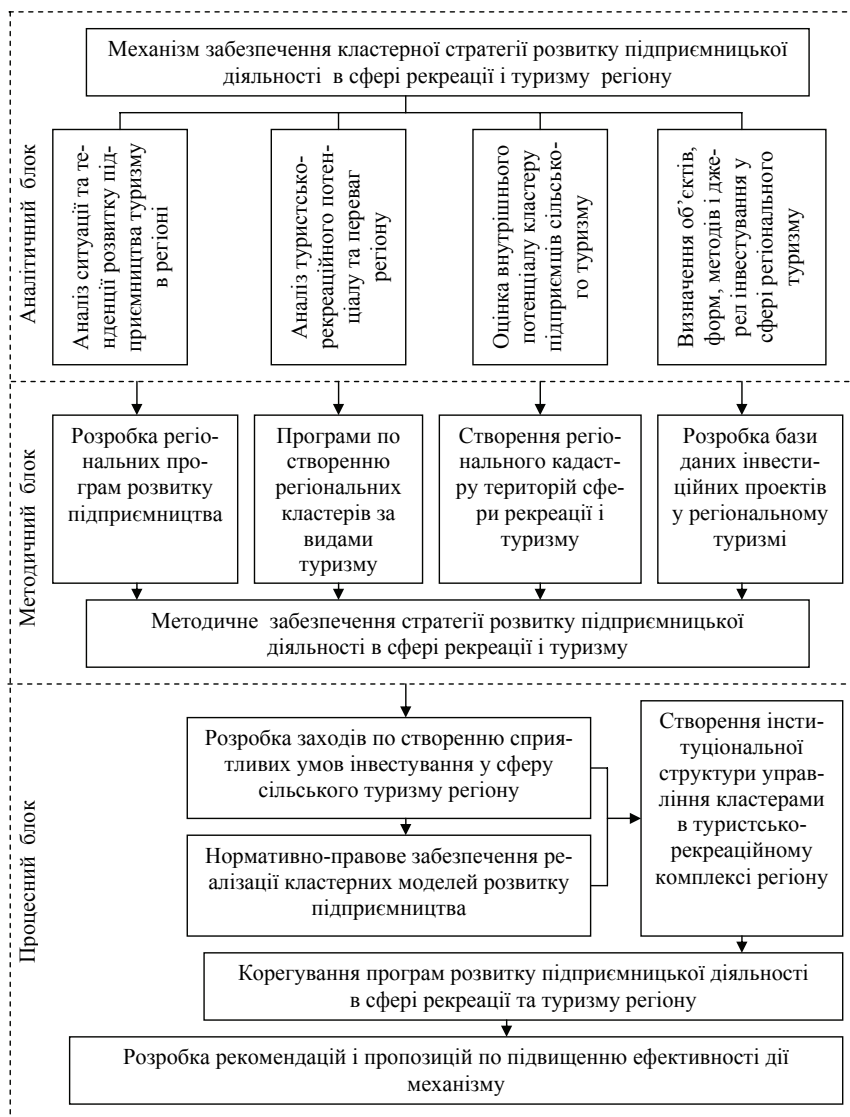 Механізм забезпечення кластерної стратегії розвитку підприємницької
діяльності в сфері рекреації і туризму регіону
Аналітичний блок
Аналіз ситуації та те-
нденції розвитку під-
приємництва туризму
в регіоні
Аналіз туристсько-
рекреаційного потен-
ціалу та переваг
регіону
Оцінка внутрішнього
потенціалу кластеру
підприємців сільсько-
го туризму
Визначення об’єктів,
форм, методів і дже-
рел інвестування у
сфері регіонального
туризму
Методичний блок
Розробка регіо-
нальних про-
грам розвитку
підприємництва
Програми по
створенню
регіональних
кластерів за
видами
туризму
Створення регіо-
нального кадаст-
ру територій сфе-
ри рекреації і
туризму
Розробка бази
даних інвести-
ційних проектів
у регіональному
туризмі
Методичне забезпечення стратегії розвитку підприємницької
діяльності в сфері рекреації і туризму
Процесний блок
Розробка заходів по створенню сприя-
тливих умов інвестування у сферу
сільського туризму регіону
Нормативно-правове забезпечення ре-
алізації кластерних моделей розвитку
підприємництва
Створення інсти-
туціональної
структури управ-
ління кластерами
в туристсько-
рекреаційному
комплексі регіону
Корегування програм розвитку підприємницької діяльності
в сфері рекреації та туризму регіону
Розробка рекомендацій і пропозицій по підвищенню ефективності дії
механізму